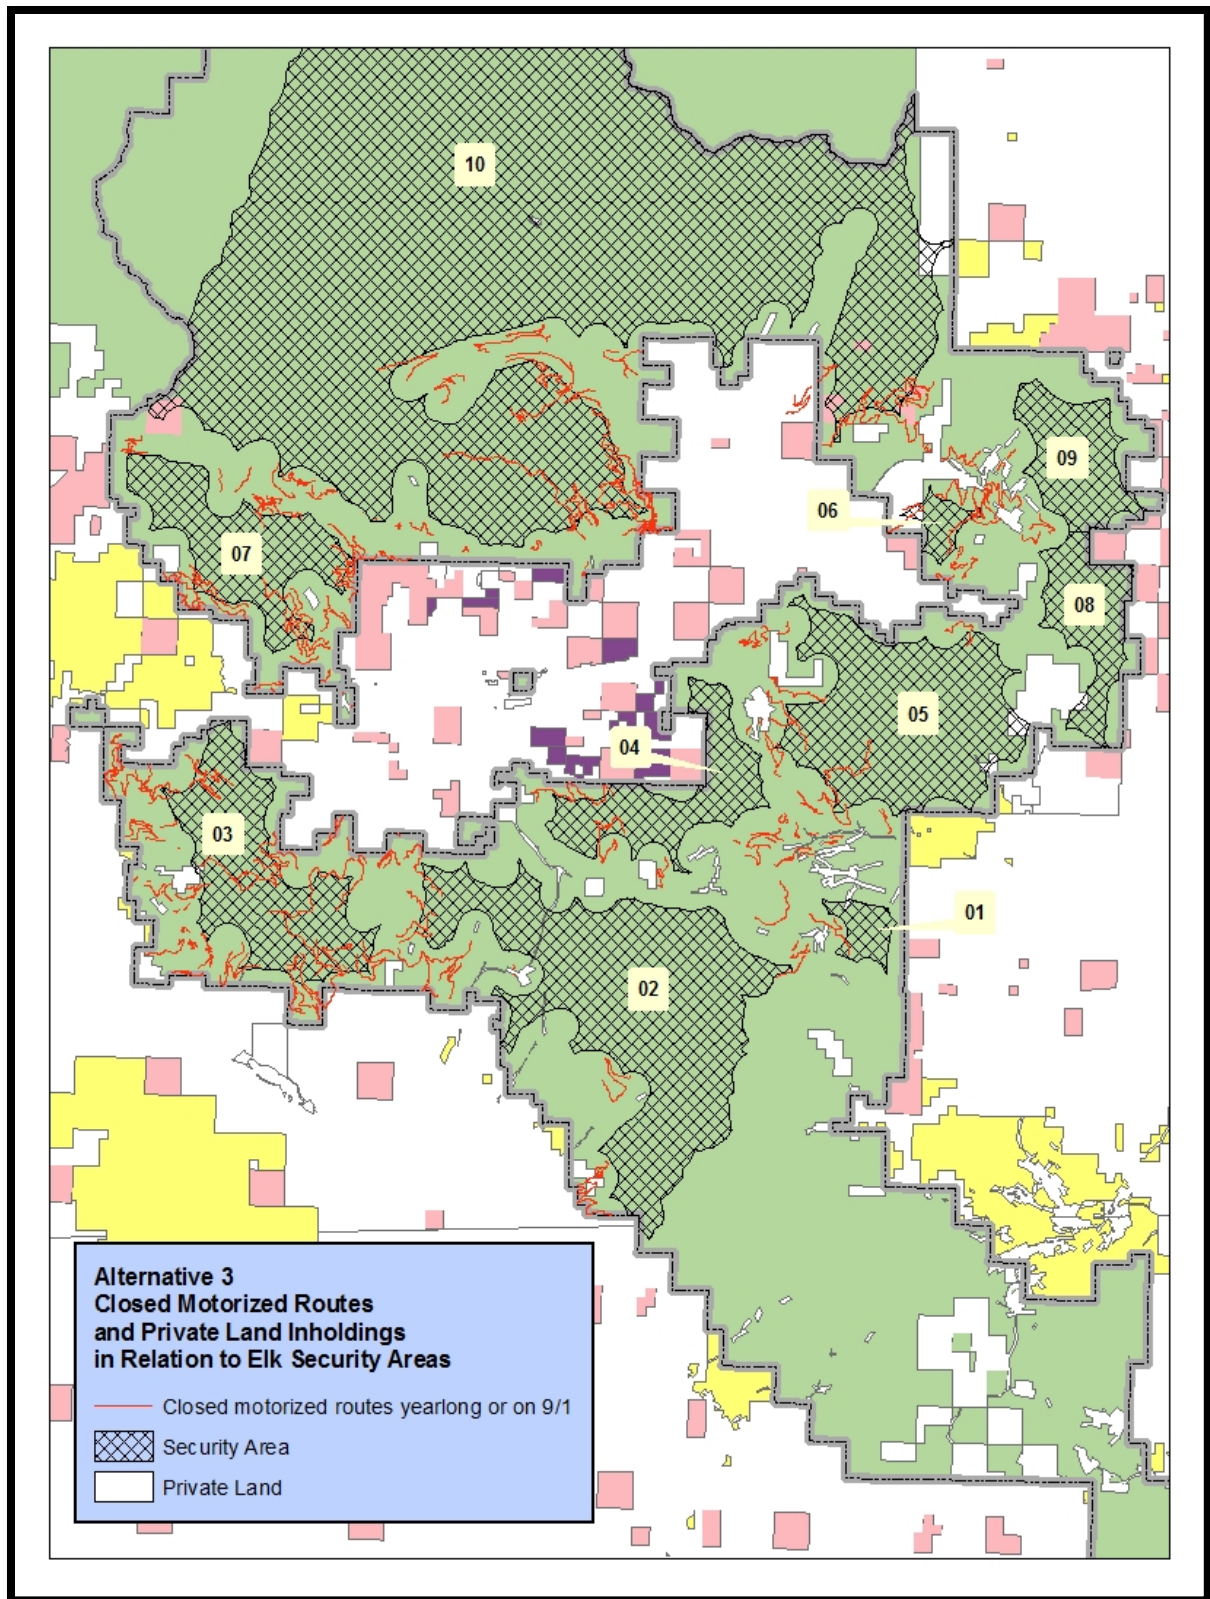 10
09
06
07
08
05
04
03
01
02
Alternative 3
Closed Motorized Routes
and Private Land Inholdings
in Relation to Elk Security Areas
Closed motorized routes yearlong or on 9/1
Security Area
Private Land